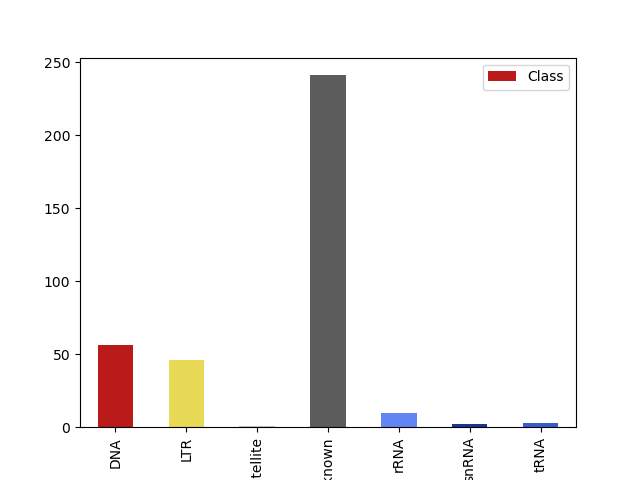 250
200
150
100
50
0
Class
DNA
LTR
tellite
known
rRNA
snRNA
tRNA